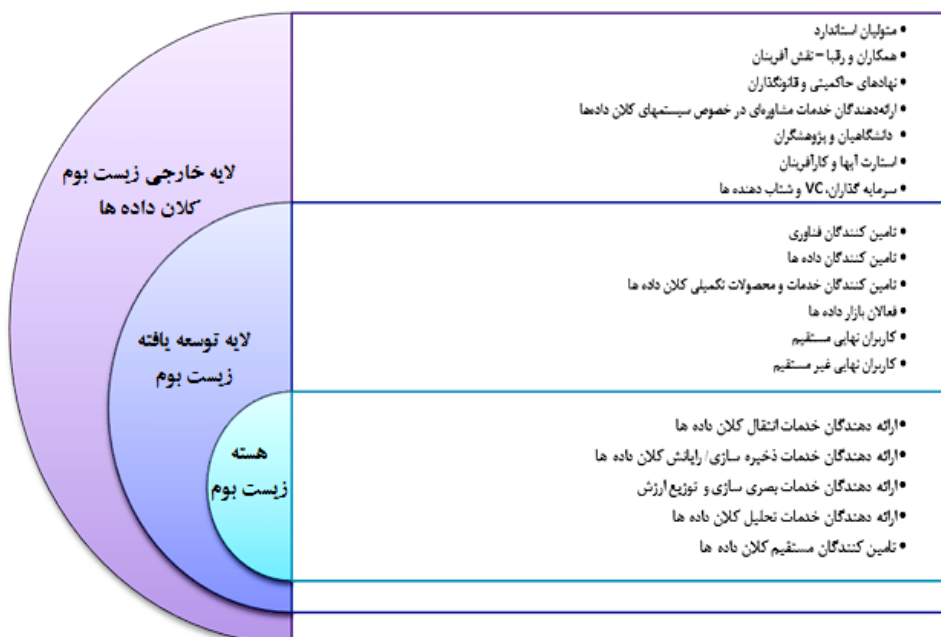 لایه خارجی زیست بوم
کلان داده ها
• متولیان استاندارد
• همکاران و رقبا – نقش آفرینان
• نهادهای حاکمیتی و قانونگذاران
• ارائه‌دهندگان خدمات مشاوره‌ای در خصوص سیستمهای کلان داده‌ها
• دانشگاهیان و پژوهشگران
• استارت آپها و کارآفرینان
• سرمایه گذاران، VC و شتاب دهنده ها
لایه توسعه یافته
زیست بوم
• تامین کنندگان فناوری
• تامین کنندگان داده ها
• تامین کنندگان خدمات و محصولات تکمیلی کلان داده ها
• فعالان بازار داده ها
• کاربران نهایی مستقیم
• کاربران نهایی غیر مستقیم
هسته
زیست بوم
• ارائه دهندگان خدمات انتقال کلان داده ها
• ارائه دهندگان خدمات ذخیره سازی/ رایانش کلان داده ها
• ارائه دهندگان خدمات بصری سازی و توزیع ارزش
• ارائه دهندگان خدمات تحلیل کلان داده ها
• تامین کنندگان مستقیم کلان داده ها